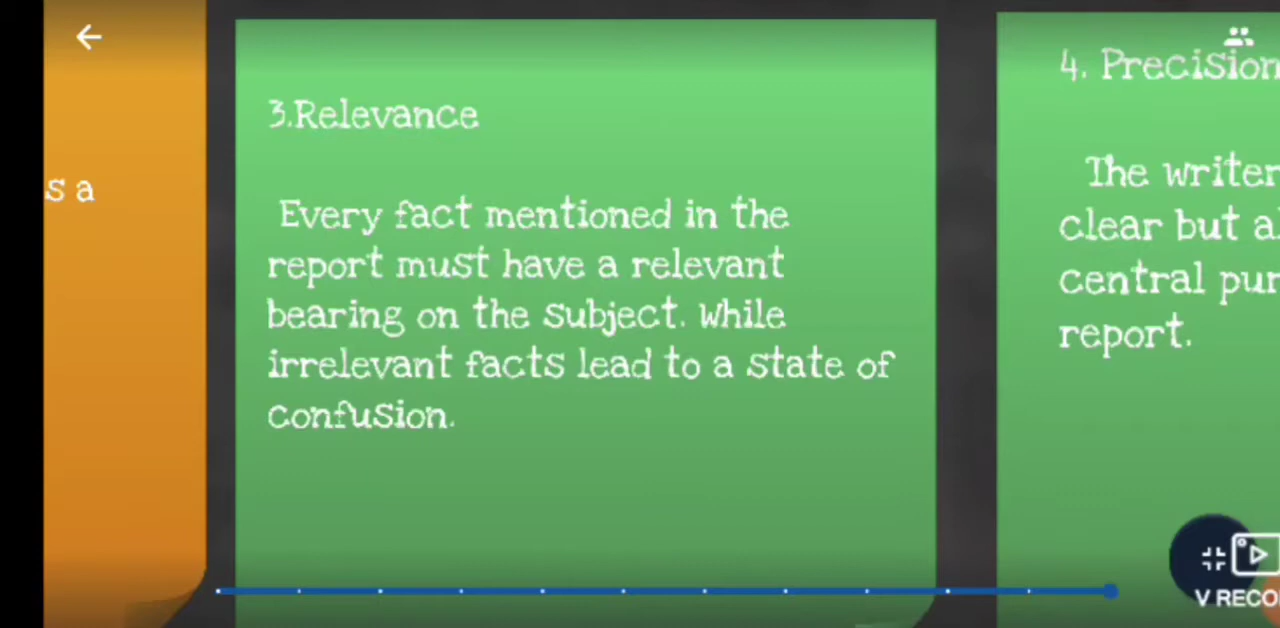 s a
3.Relevance
Every fact mentioned in the
report must have a relevant
bearing on the subject. While
irrelevant facts lead to a state of
confusion.
4. Precision
The writer
clear but a
central pur
report.
V RECO